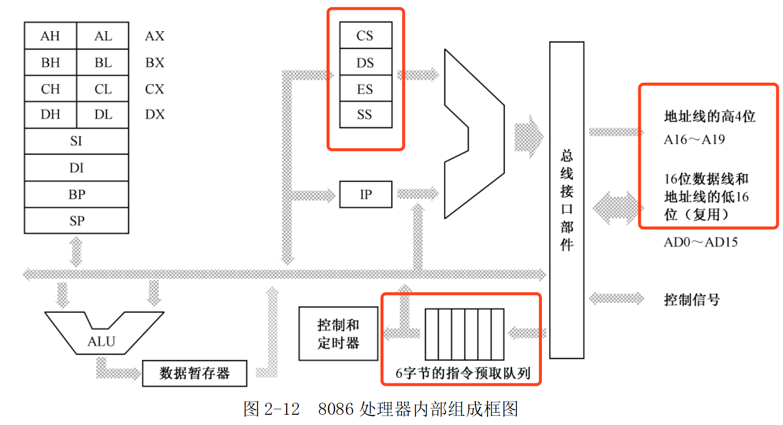 AH AL AX
BH BL BX
CH CL CX
DH DL DX
SI
DI
BP
SP
CS
DS
ES
SS
IP
总线接口部件
地址线的高4位
A16～A19
16位数据线和
地址线的低16
位（复用）
AD0～AD15
控制信号
ALU
数据暂存器
控制和
定时器
6字节的指令预取队列
图 2-12 8086 处理器内部组成框图